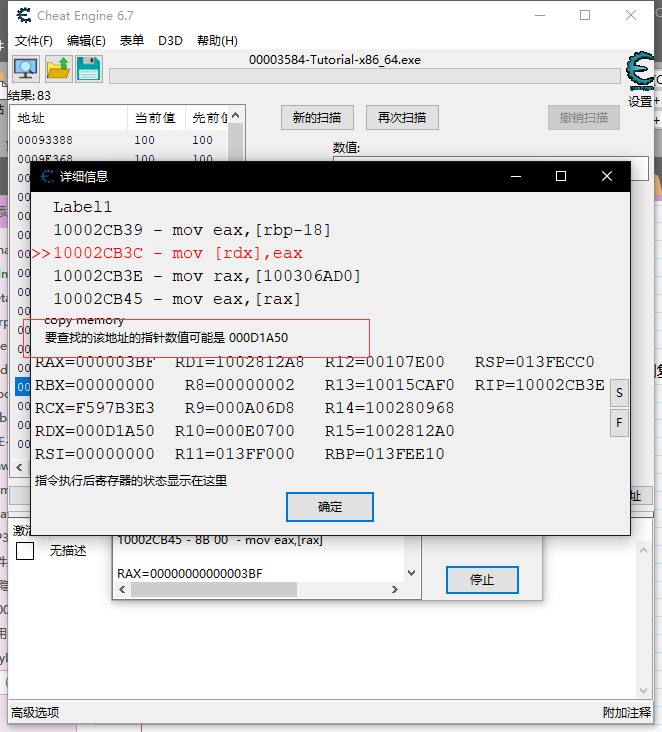 Cheat Engine 6.7
文件(F) 编辑(E) 表单 D3D 帮助(H)
00003584-Tutorial-x86_64.exe
结果: 83
设置
地址 当前值 先前值
新的扫描 再次扫描 撤销扫描
数值:
00093388 100 100
0009E368 100 100
详细信息
Label1
10002CB39 - mov eax,[rbp-18]
>>10002CB3C - mov [rdx],eax
10002CB3E - mov rax,[100306AD0]
10002CB45 - mov eax,[rax]
copy memory
要查找的该地址的指针数值可能是 000D1A50
RAX=000003BF RDI=1002812A8 R12=00107E00 RSP=013FECC0
RBX=00000000 R8=00000002 R13=10015CAF0 RIP=10002CB3E
RCX=F597B3E3 R9=000A06D8 R14=100280968
RDX=000D1A50 R10=000E0700 R15=1002812A0
RSI=00000000 R11=013FF000 RBP=013FEE10
S
F
指令执行后寄存器的状态显示在这里
确定
激活
无描述
10002CB45 - 8B 00 - mov eax,[rax]
RAX=00000000000003BF
停止
高级选项 附加注释